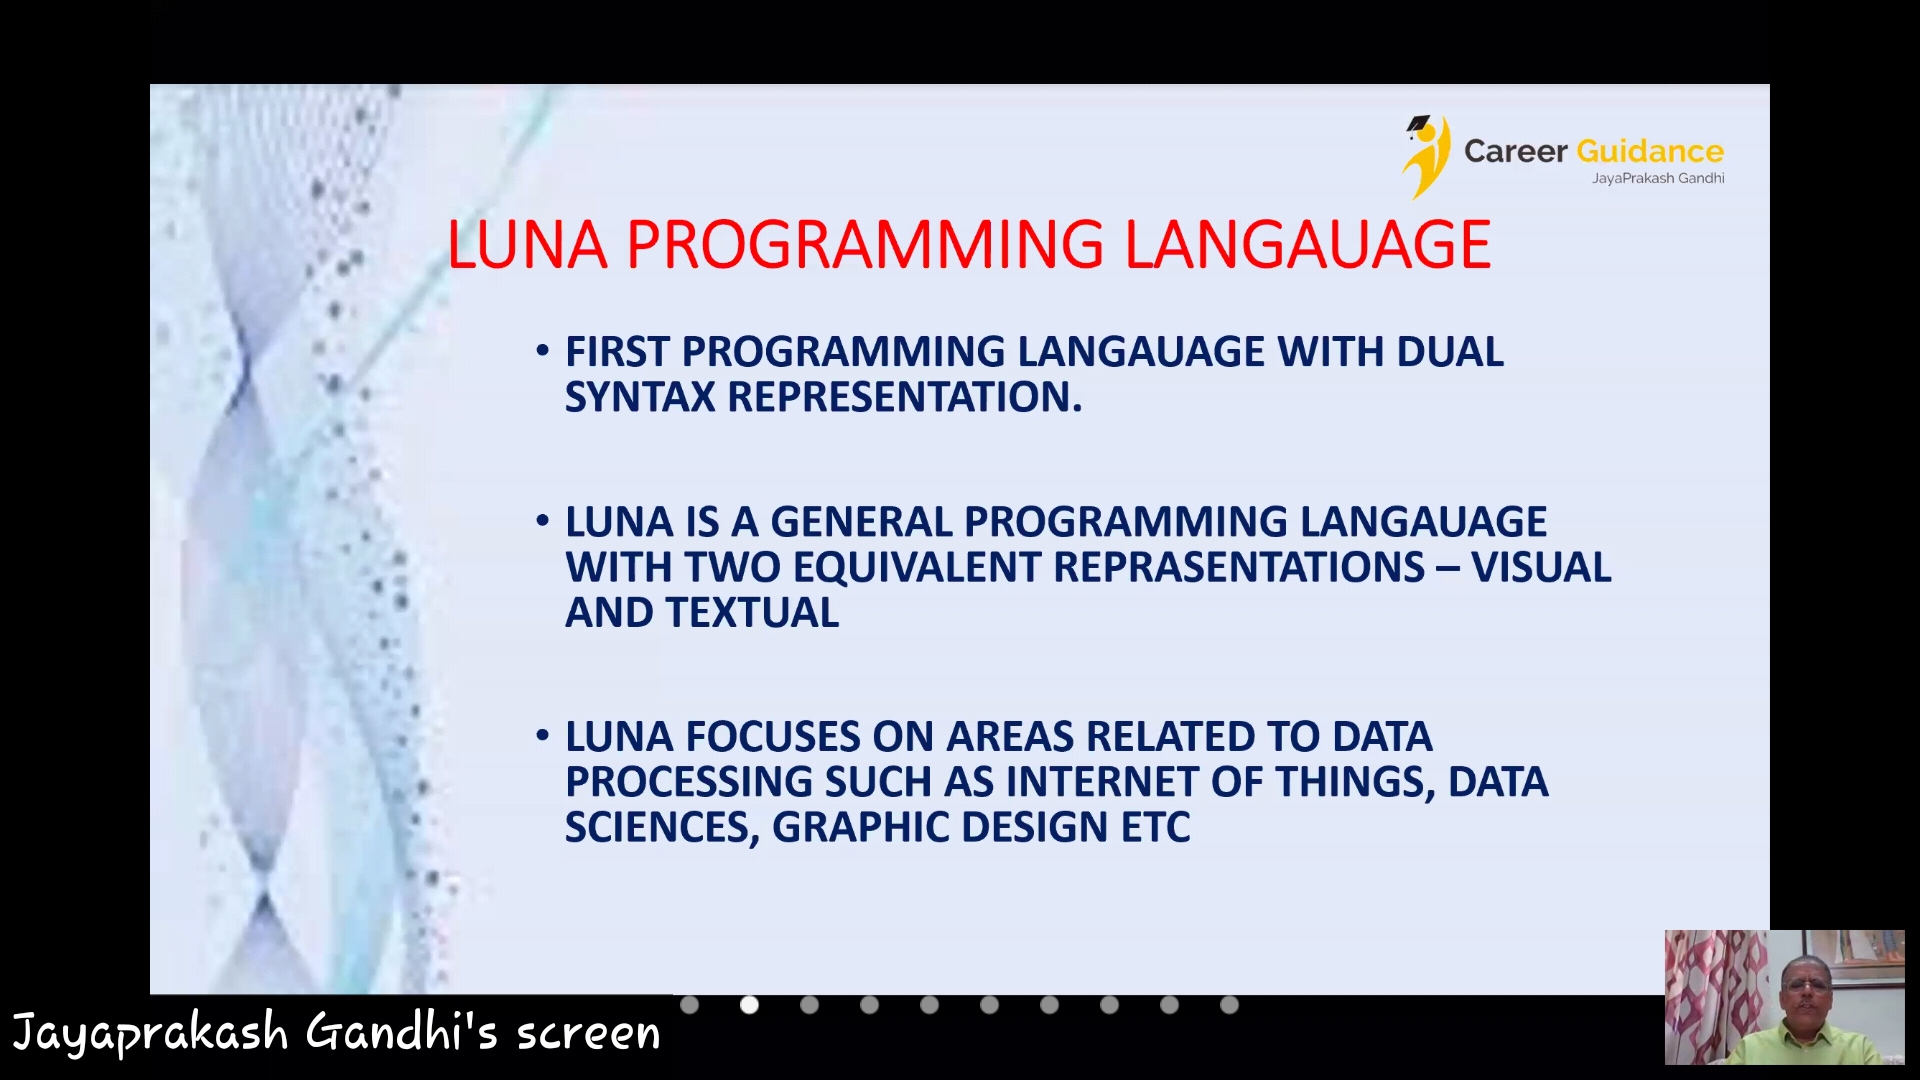 Career Guidance
JayaPrakash Gandhi
LUNA PROGRAMMING LANGAUAGE
• FIRST PROGRAMMING LANGAUAGE WITH DUAL
SYNTAX REPRESENTATION.
• LUNA IS A GENERAL PROGRAMMING LANGAUAGE
WITH TWO EQUIVALENT REPRASENTATIONS – VISUAL
AND TEXTUAL
• LUNA FOCUSES ON AREAS RELATED TO DATA
PROCESSING SUCH AS INTERNET OF THINGS, DATA
SCIENCES, GRAPHIC DESIGN ETC
Jayaprakash Gandhi's screen